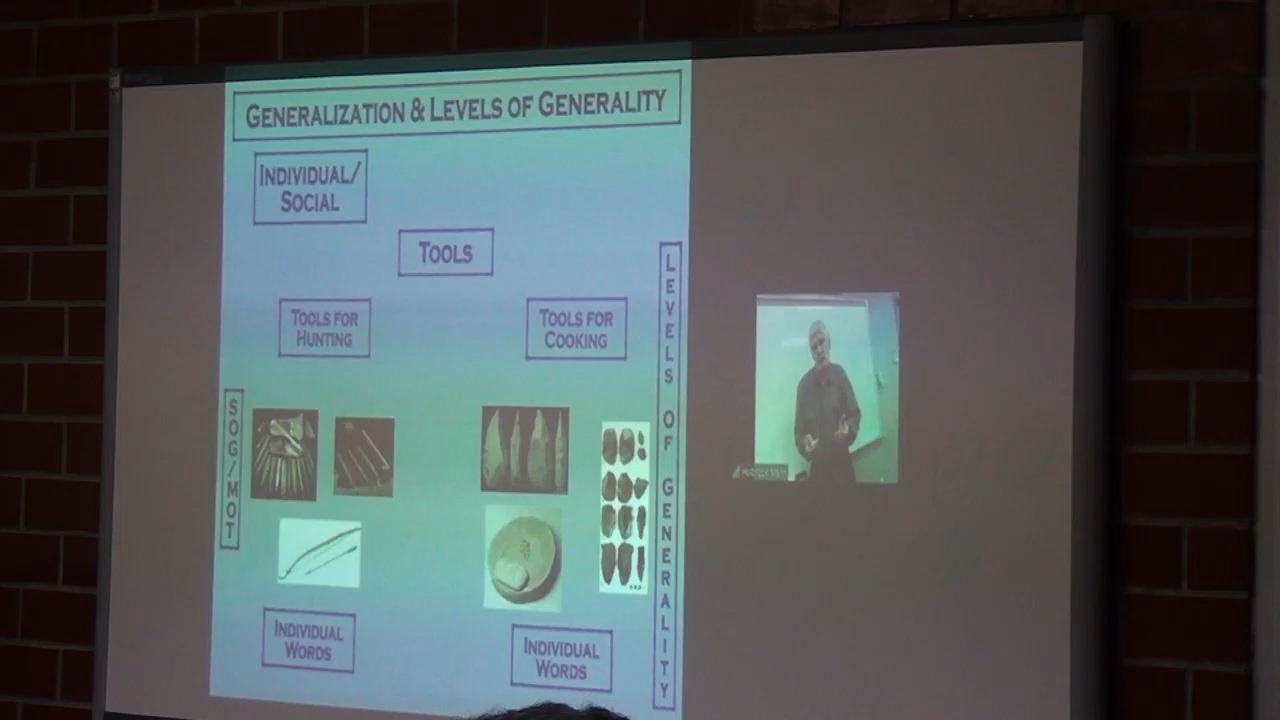 GENERALIZATION & LEVELS OF GENERALITY
INDIVIDUAL/
SOCIAL
TOOLS
TOOLS FOR
HUNTING
TOOLS FOR
COOKING
SOG/MOT
LEVELS OF GENERALITY
INDIVIDUAL
WORDS
INDIVIDUAL
WORDS